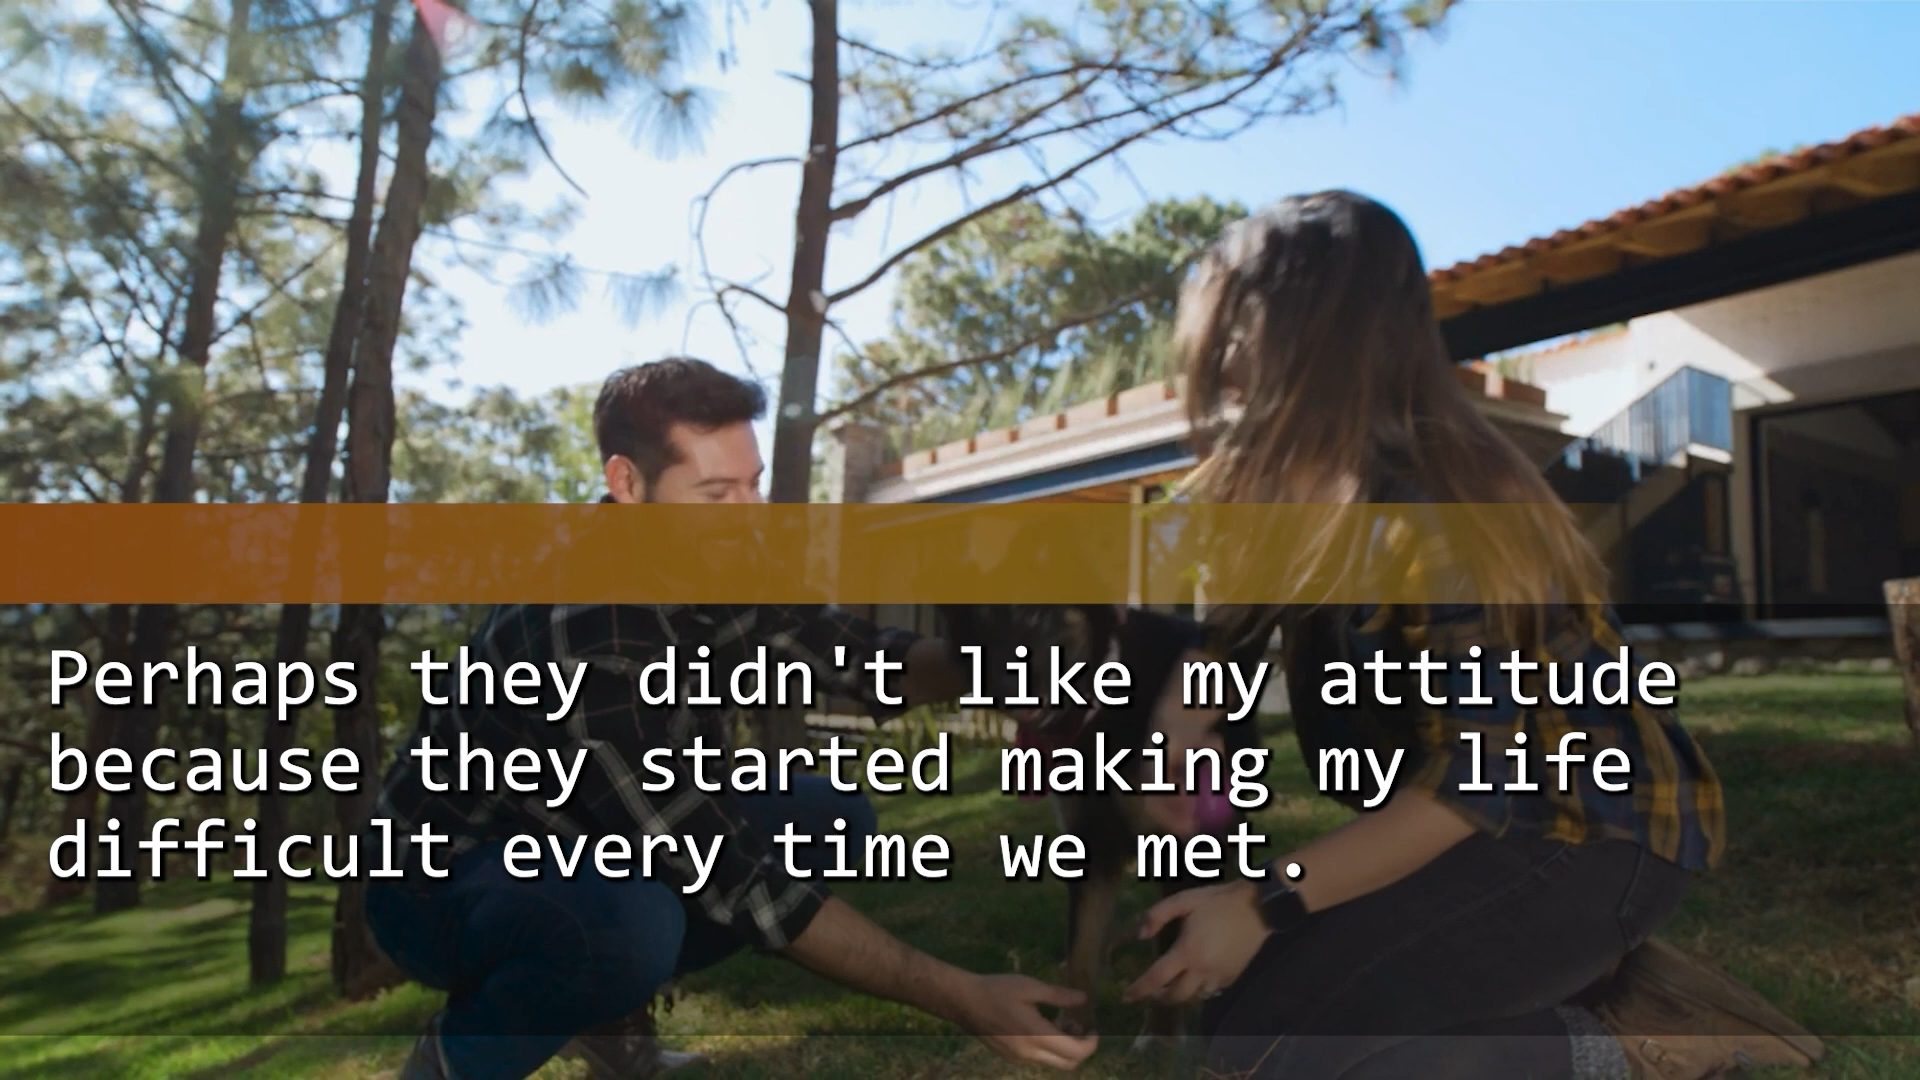 Perhaps they didn't like my attitude
because they started making my life
difficult every time we met.